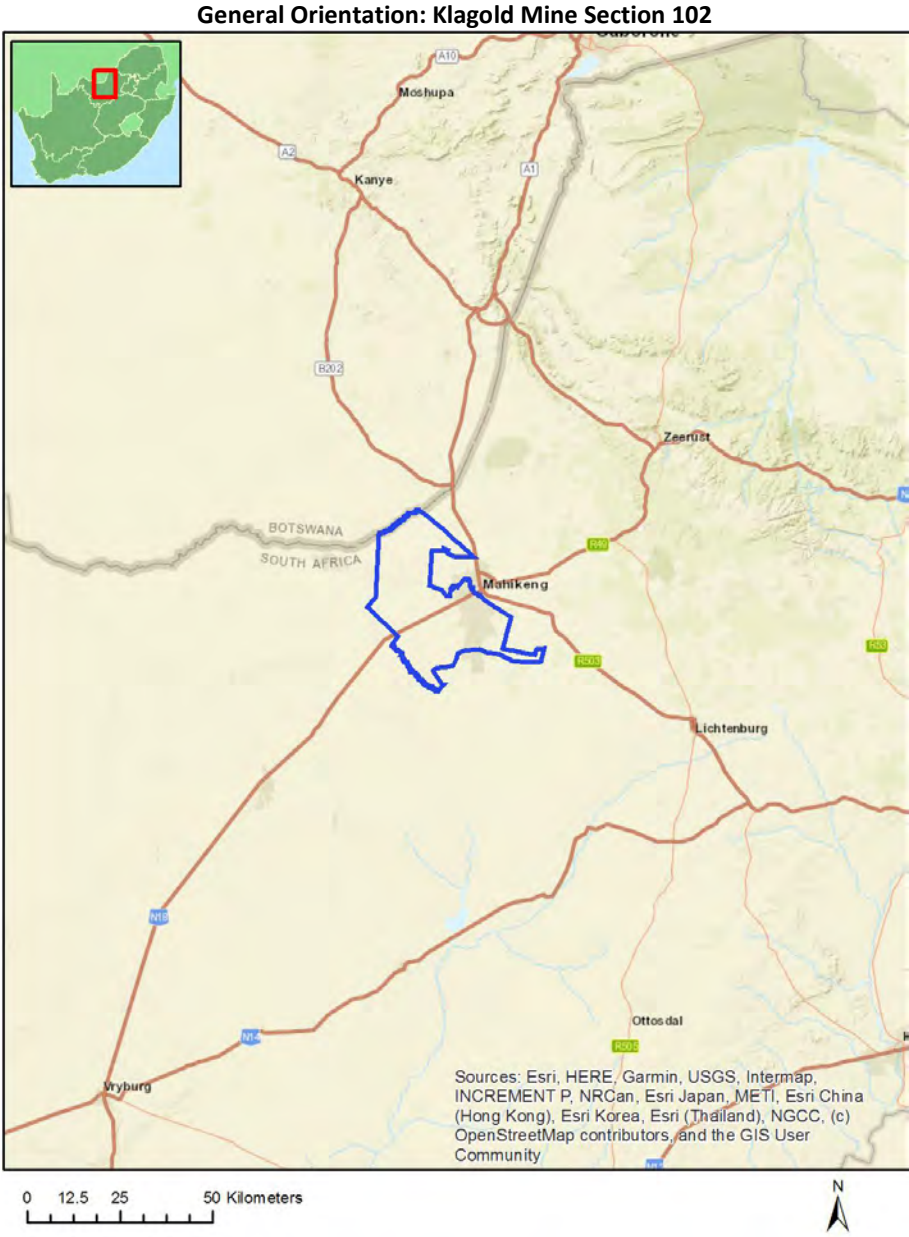 General Orientation: Klagold Mine Section 102
A10
Moshupa
A2
A1
Kanye
B202
Zeerust
BOTSWANA
SOUTH AFRICA
R49
Mahikeng
R53
R503
Lichtenburg
N18
Ottosdal
N14
R505
Vryburg
Sources: Esri, HERE, Garmin, USGS, Intermap,
INCREMENT P, NRCan, Esri Japan, METI, Esri China
(Hong Kong), Esri Korea, Esri (Thailand), NGCC, (c)
OpenStreetMap contributors, and the GIS User
Community
0 12.5 25 50 Kilometers
N